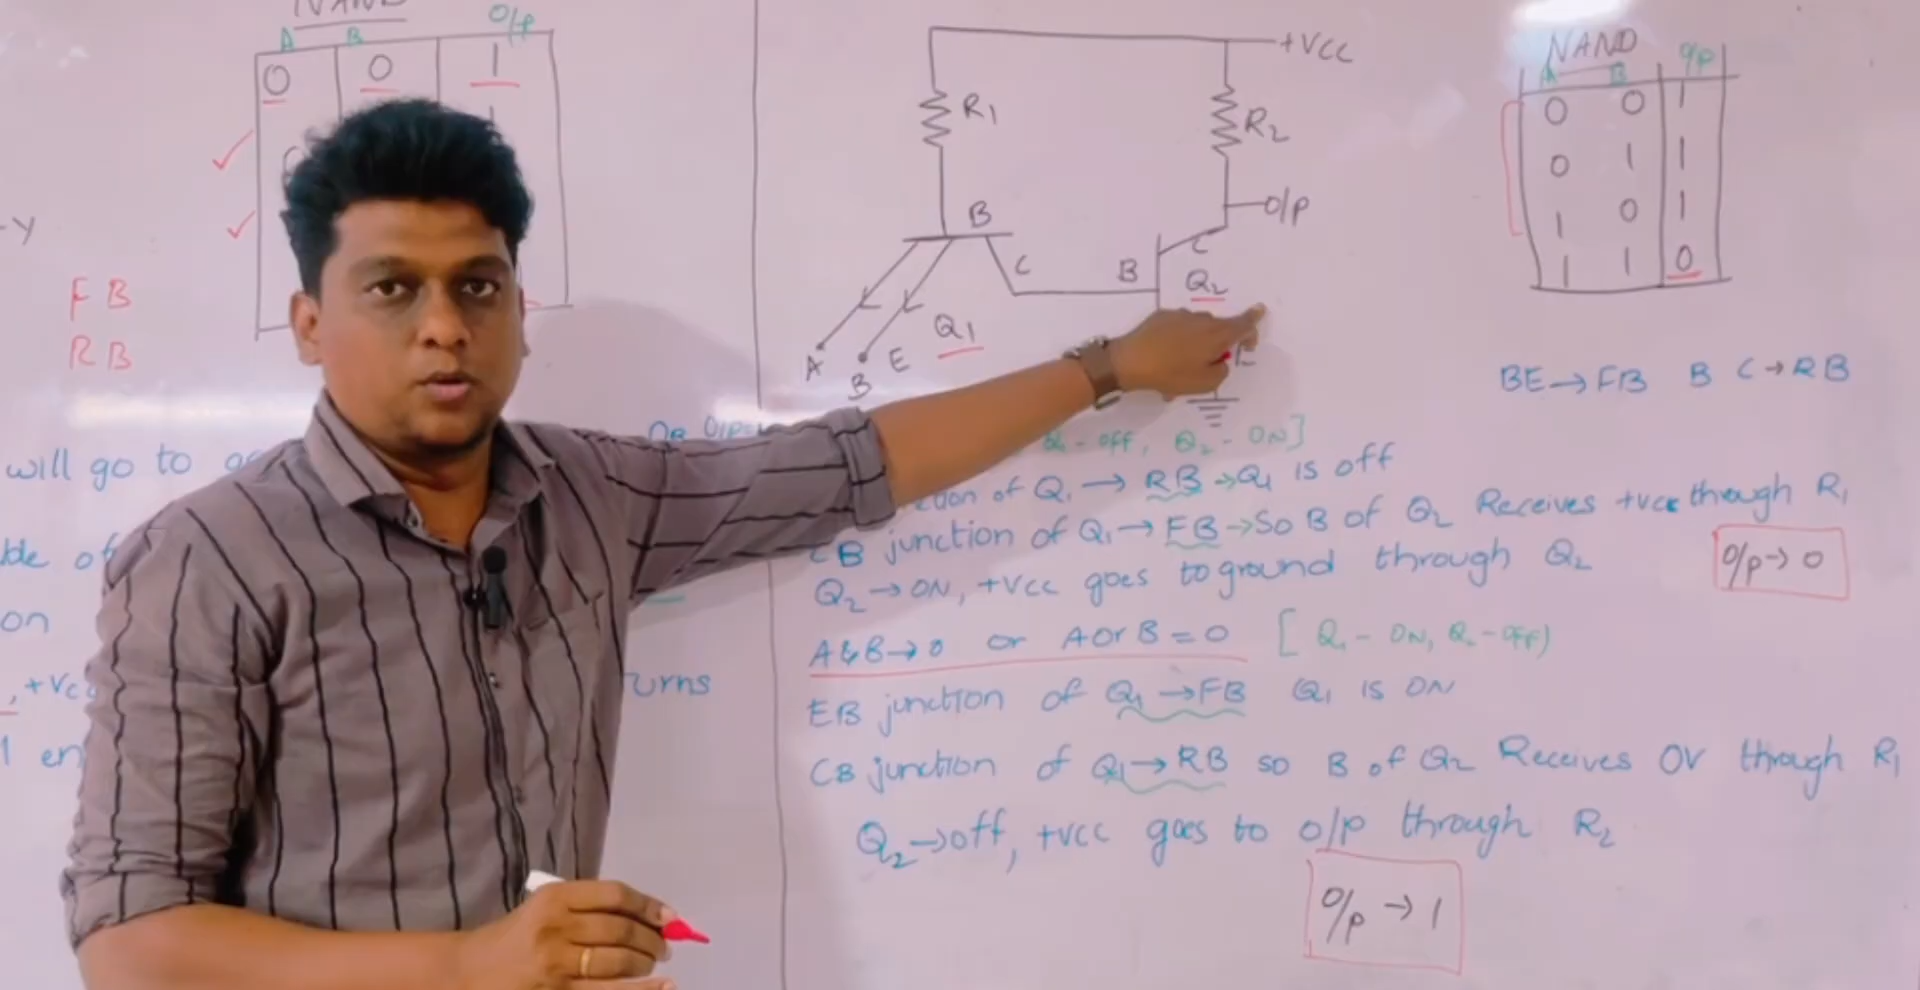 NAND
A B O/P
0 0 1
-Y
FB
RB
will go to
on
, +Vcc
urns
1 en
+VCC
R1
R2
O/P
B
C
B
C
Q2
Q1
A
B
E
E
NAND
A B O/P
0 0 1
0 1 1
1 0 1
1 1 0
BE→FB B C→RB
OFF, Q2 - ON]
of Q1 → RB → Q1 is off
CB junction of Q1 → FB → So B of Q2 Receives +vcc through R1
Q2 → ON, +Vcc goes to ground through Q2
O/P → 0
A&B→0 or A or B = 0 [Q1 - ON, Q2 - OFF)
EB junction of Q1 → FB Q1 is ON
CB junction of Q1 → RB so B of Q2 Receives 0V through R1
Q2 → off, +vcc goes to o/p through R2
O/P → 1